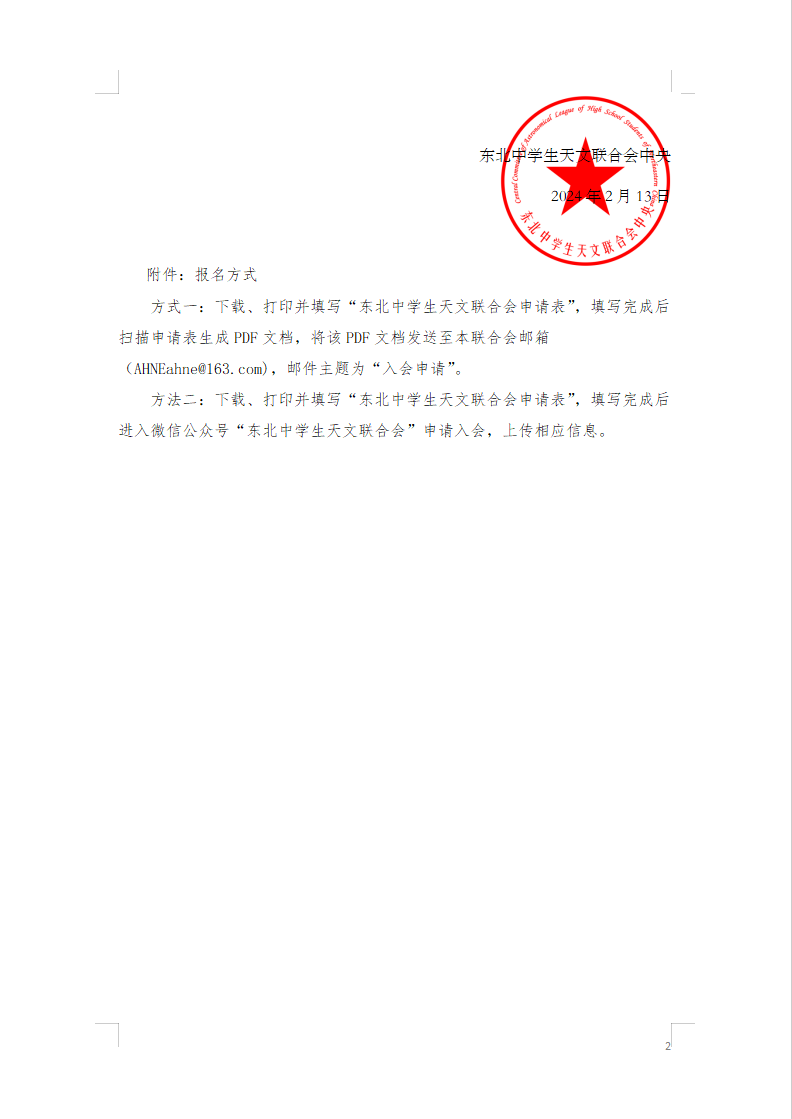 Central Committee of Astronomical League of High School Students of Northeastern China
东北中学生天文联合会中央
2024 年 2 月 13 日
东北中学生天文联合会中央
附件：报名方式
方式一：下载、打印并填写“东北中学生天文联合会申请表”，填写完成后
扫描申请表生成 PDF 文档，将该 PDF 文档发送至本联合会邮箱
（AHNEahne@163.com)，邮件主题为“入会申请”。
方法二：下载、打印并填写“东北中学生天文联合会申请表”，填写完成后
进入微信公众号“东北中学生天文联合会”申请入会，上传相应信息。
2